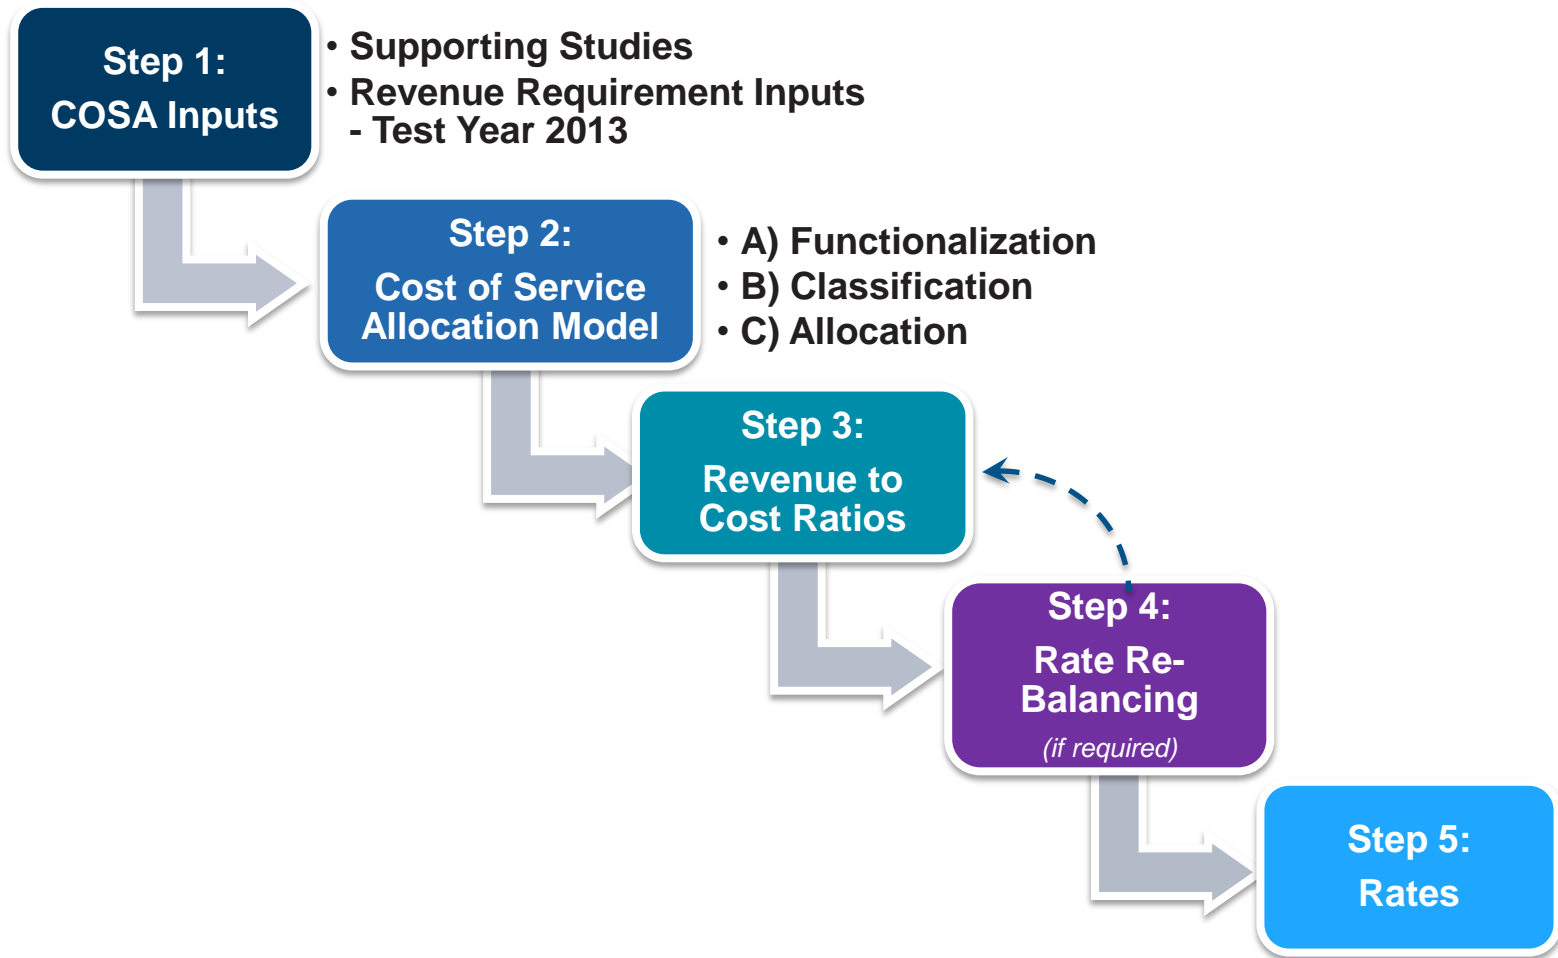 Step 1:
COSA Inputs
• Supporting Studies
• Revenue Requirement Inputs
- Test Year 2013
Step 2:
Cost of Service
Allocation Model
• A) Functionalization
• B) Classification
• C) Allocation
Step 3:
Revenue to
Cost Ratios
Step 4:
Rate Re-
Balancing
(if required)
Step 5:
Rates